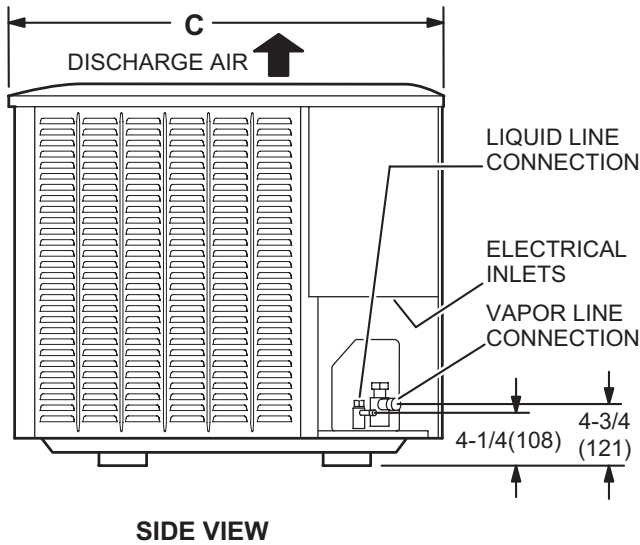 C
DISCHARGE AIR
LIQUID LINE
CONNECTION
ELECTRICAL
INLETS
VAPOR LINE
CONNECTION
4-1/4(108)
4-3/4
(121)
SIDE VIEW